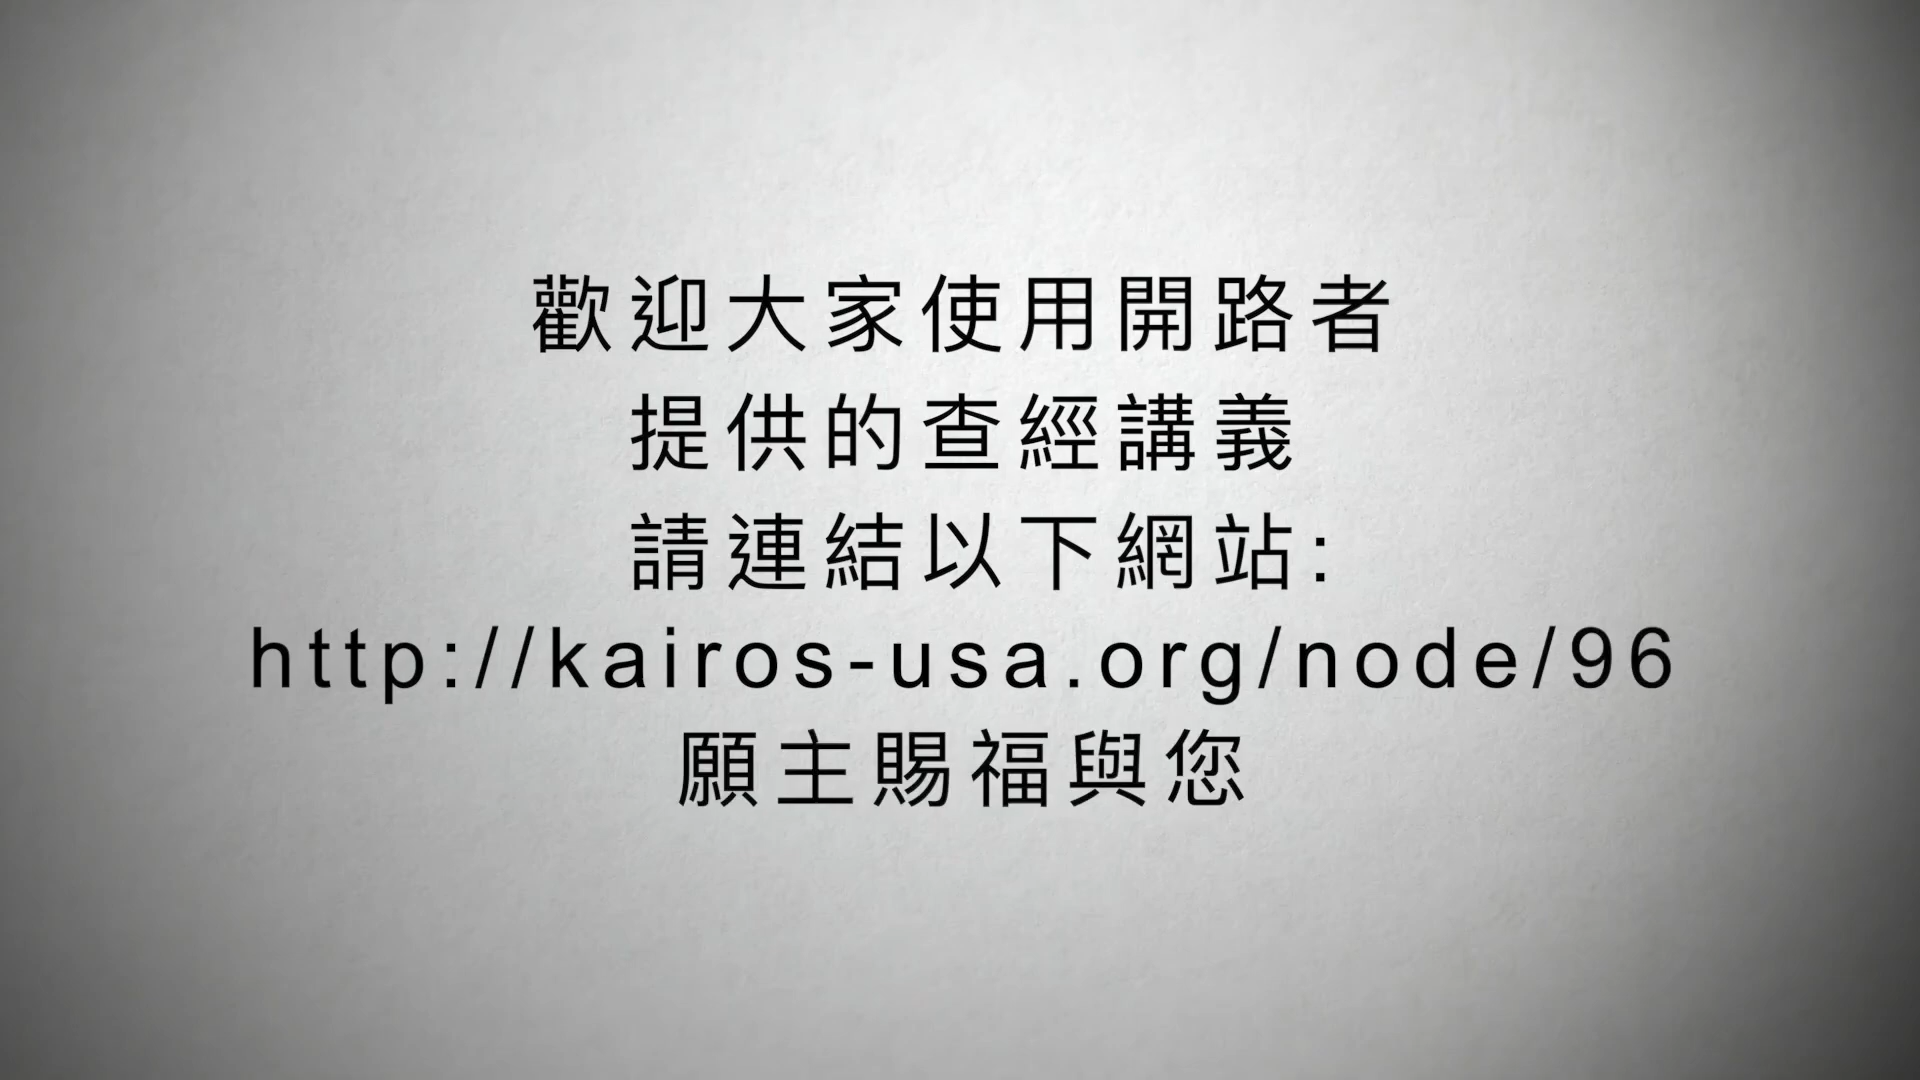 歡迎大家使用開路者
提供的查經講義
請連結以下網站:
http://kairos-usa.org/node/96
願主賜福與您